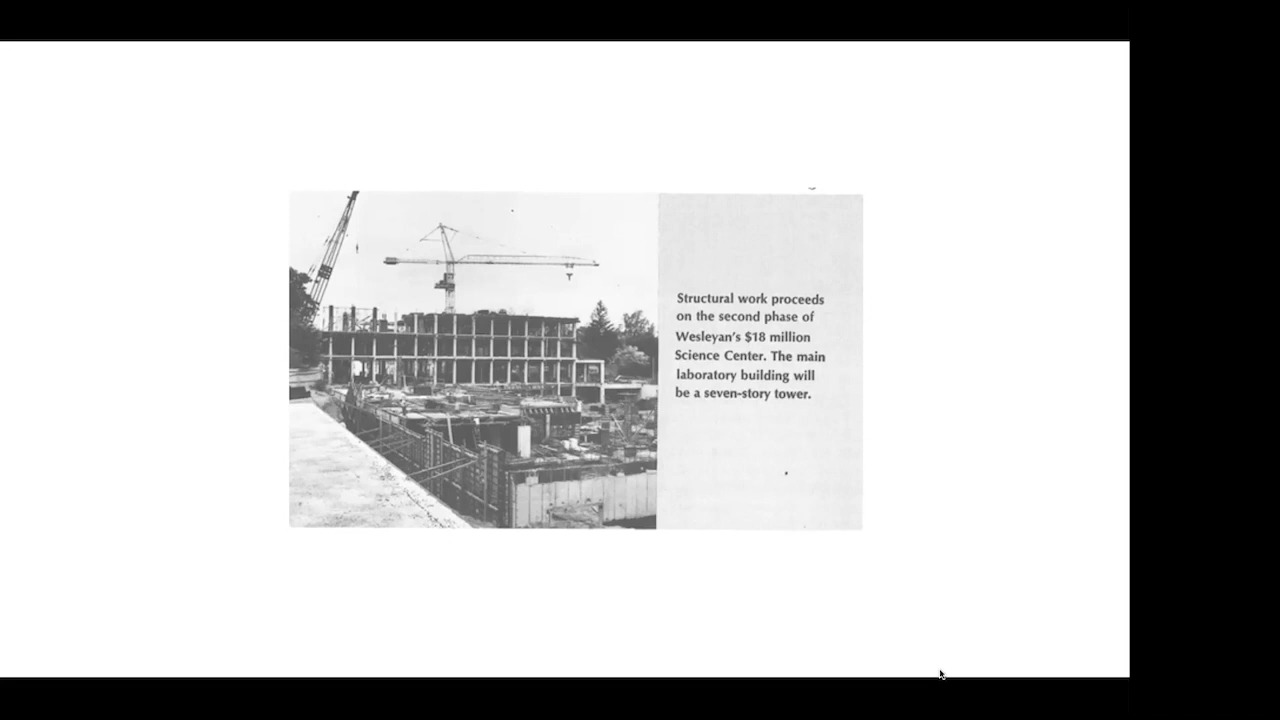 Structural work proceeds
on the second phase of
Wesleyan's $18 million
Science Center. The main
laboratory building will
be a seven-story tower.